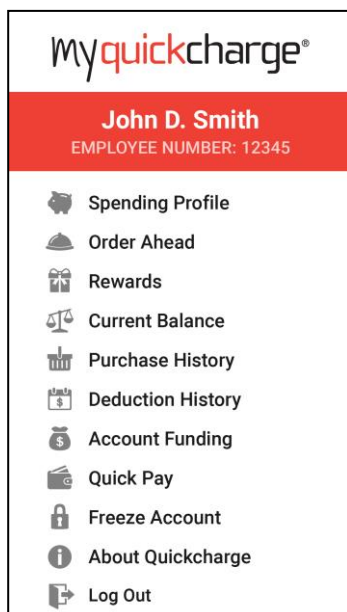 myquickcharge®
John D. Smith
EMPLOYEE NUMBER: 12345
Spending Profile
Order Ahead
Rewards
Current Balance
Purchase History
$ Deduction History
$ Account Funding
Quick Pay
Freeze Account
i About Quickcharge
Log Out